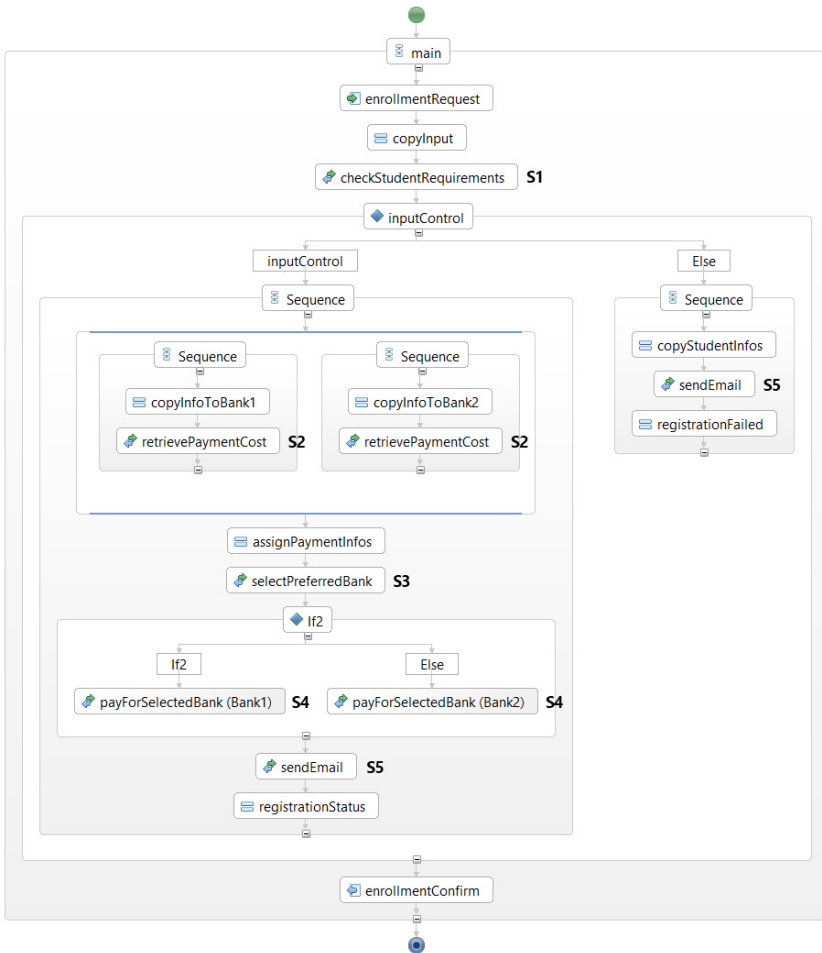 main
enrollmentRequest
copyInput
checkStudentRequirements S1
inputControl
inputControl Else
Sequence Sequence
copyStudentInfos
Sequence Sequence
sendEmail S5
copyInfoToBank1 copyInfoToBank2
registrationFailed
retrievePaymentCost S2 retrievePaymentCost S2
assignPaymentInfos
selectPreferredBank S3
If2
If2 Else
payForSelectedBank (Bank1) S4 payForSelectedBank (Bank2) S4
sendEmail S5
registrationStatus
enrollmentConfirm